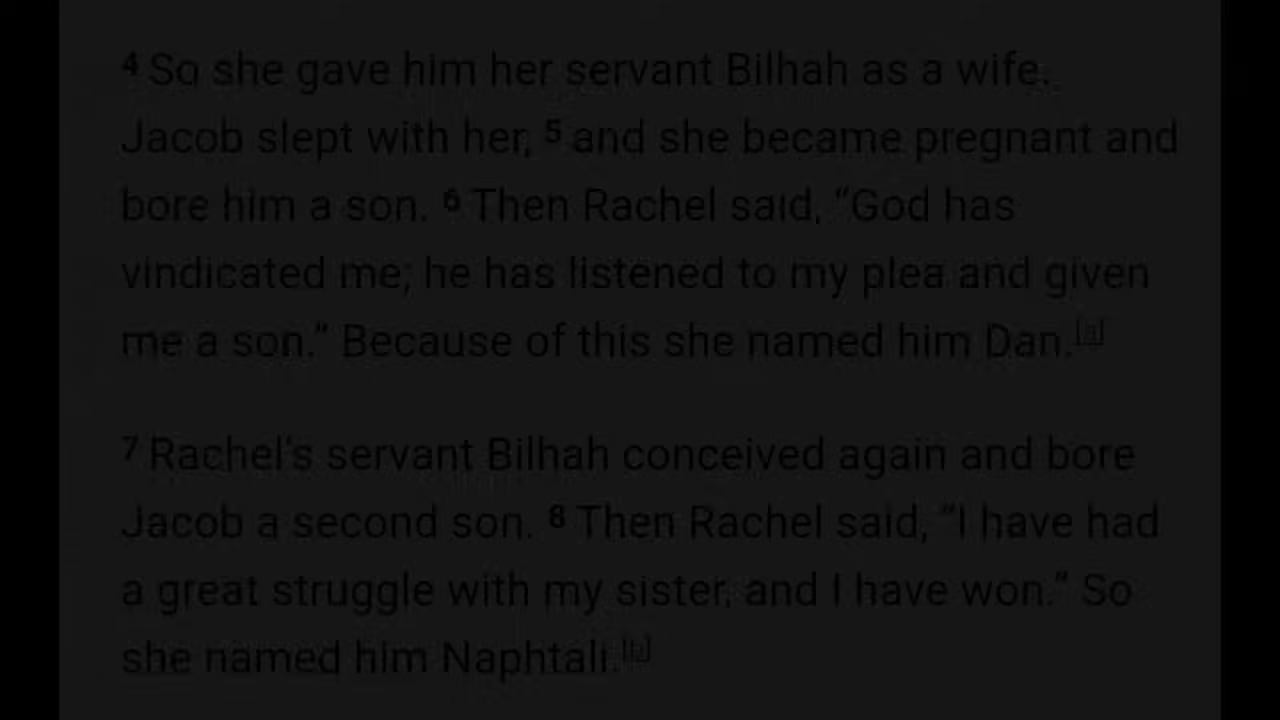 4 So she gave him her servant Bilhah as a wife.
Jacob slept with her, 5 and she became pregnant and
bore him a son. 6 Then Rachel said, “God has
vindicated me; he has listened to my plea and given
me a son.” Because of this she named him Dan.[a]
7 Rachel’s servant Bilhah conceived again and bore
Jacob a second son. 8 Then Rachel said, “I have had
a great struggle with my sister, and I have won.” So
she named him Naphtali.[b]